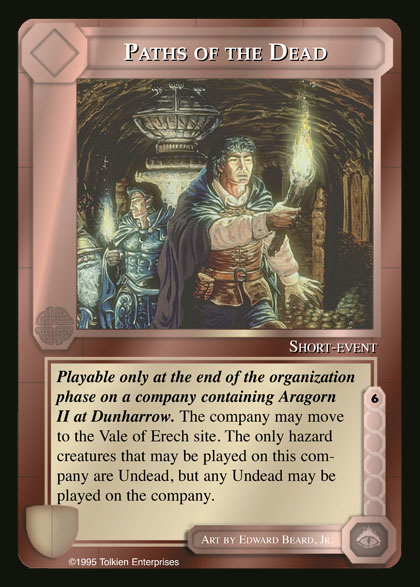 Paths of the Dead
Short-event
Playable only at the end of the organization
phase on a company containing Aragorn
II at Dunharrow. The company may move
to the Vale of Erech site. The only hazard
creatures that may be played on this com-
pany are Undead, but any Undead may be
played on the company.
6
Art by Edward Beard, Jr.
©1995 Tolkien Enterprises